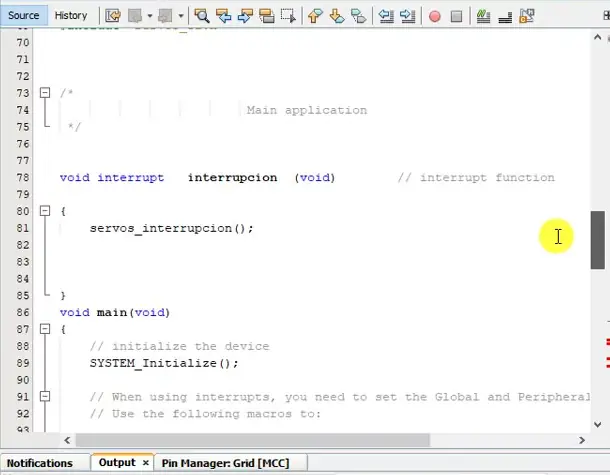 Source History
70
71
72
73 /*
74 Main application
75 */
76
77
78 void interrupt interrupcion (void) // interrupt function
79
80 {
81 servos_interrupcion();
82
83
84
85 }
86 void main(void)
87 {
88 // initialize the device
89 SYSTEM_Initialize();
90
91 // When using interrupts, you need to set the Global and Peripheral
92 // Use the following macros to:
93
Notifications Output × Pin Manager: Grid [MCC]